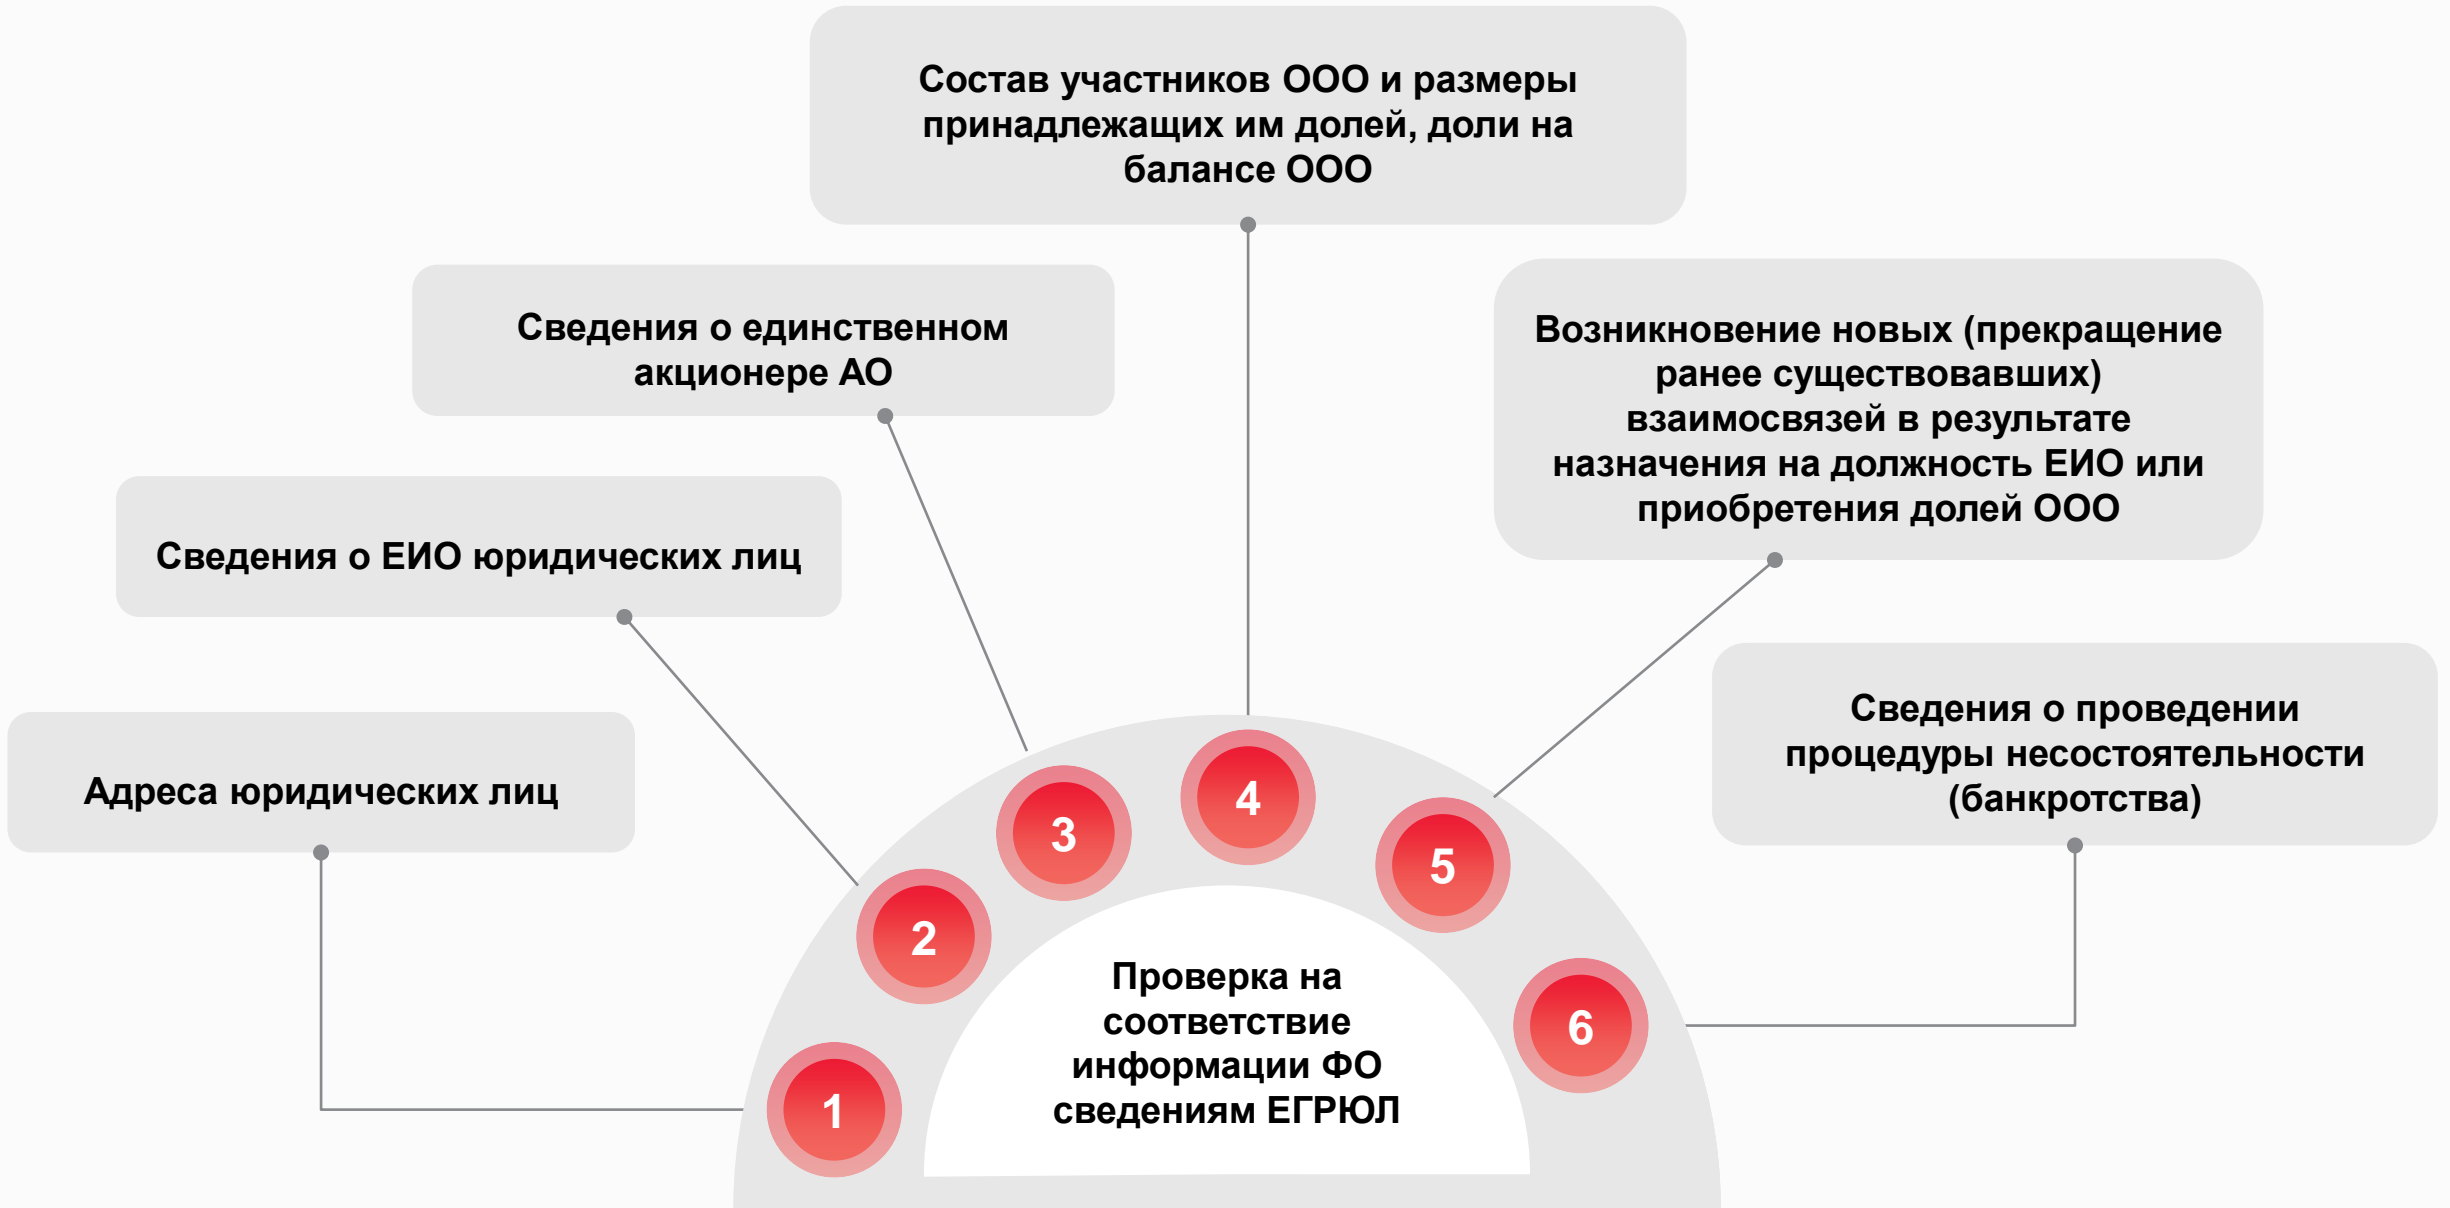 Состав участников ООО и размеры
принадлежащих им долей, доли на
балансе ООО
Сведения о единственном
акционере АО
Возникновение новых (прекращение
ранее существовавших)
взаимосвязей в результате
назначения на должность ЕИО или
приобретения долей ООО
Сведения о ЕИО юридических лиц
Сведения о проведении
процедуры несостоятельности
(банкротства)
Адреса юридических лиц
1
2
3
4
5
6
Проверка на
соответствие
информации ФО
сведениям ЕГРЮЛ